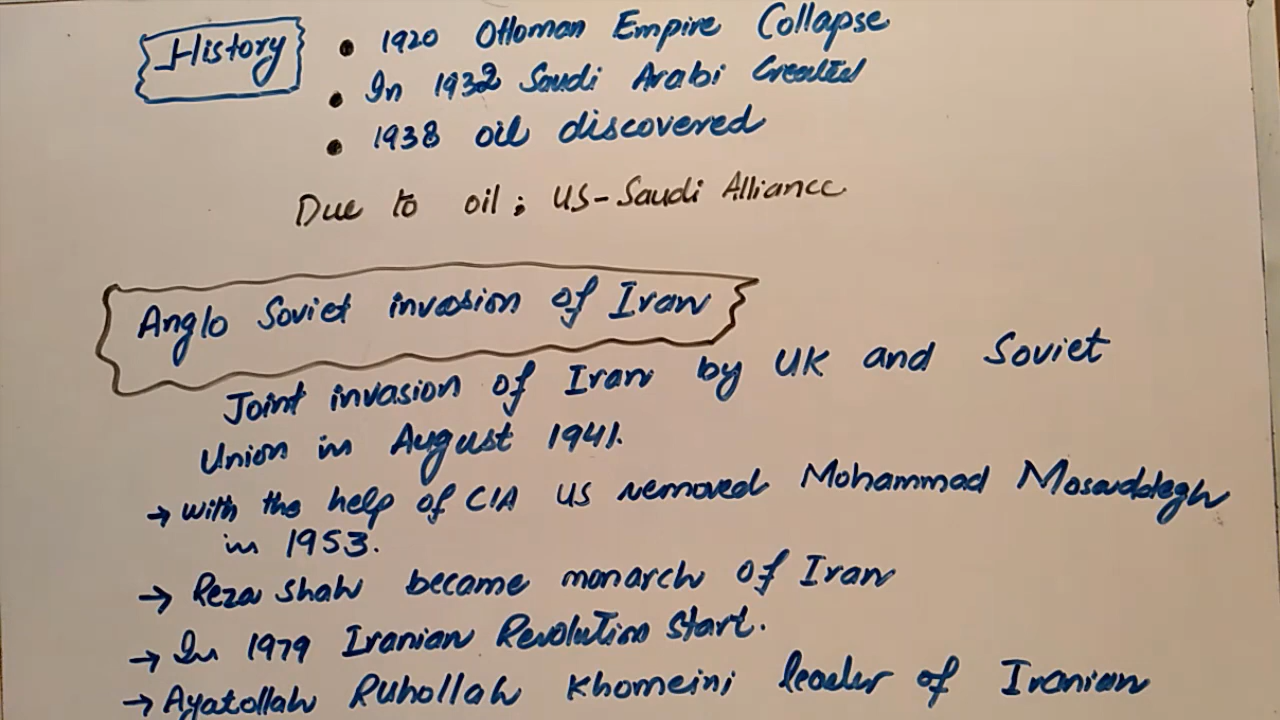 History
• 1920 Ottoman Empire Collapse
• In 1932 Saudi Arabi Created
• 1938 oil discovered
Due to oil ; US-Saudi Alliance
Anglo Soviet invasion of Iran
Joint invasion of Iran by UK and Soviet
Union in August 1941.
→ with the help of CIA US removed Mohammad Mosaddegh
in 1953.
→ Reza Shah became monarch of Iran
→ In 1979 Iranian Revolution Start.
→ Ayatollah Ruhollah Khomeini leader of Iranian